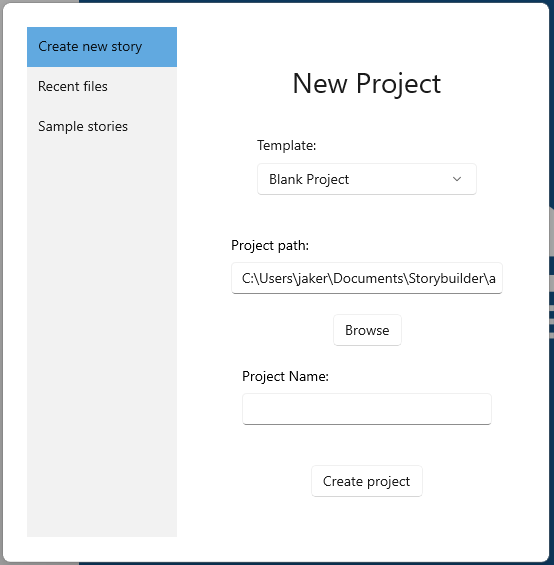 Create new story
Recent files
Sample stories
New Project
Template:
Blank Project
Project path:
C:\Users\jaker\Documents\Storybuilder\a
Browse
Project Name:
Create project